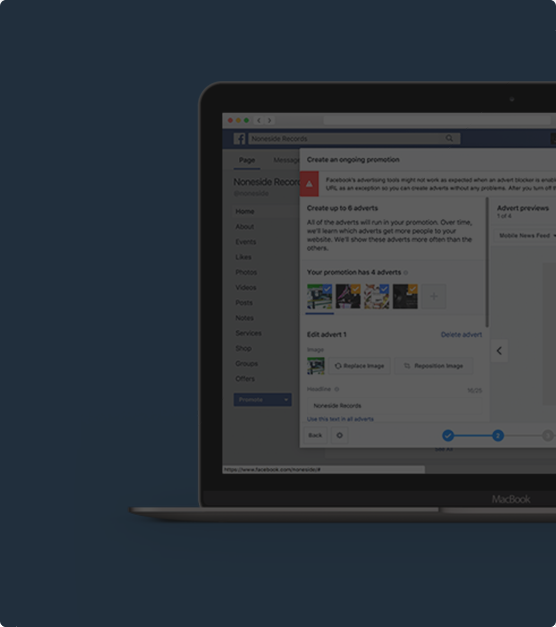 f Noneside Records
Page Message
Create an ongoing promotion
Facebook's advertising tools might not work as expected when an advert blocker is enabl
URL as an exception so you can create adverts without any problems. After you turn off
Noneside Record
@noneside
Home
About
Events
Likes
Photos
Videos
Posts
Notes
Services
Shop
Groups
Offers
Promote
Create up to 6 adverts
All of the adverts will run in your promotion. Over time,
we'll learn which adverts get more people to your
website. We'll show these adverts more often than the
others.
Your promotion has 4 adverts
Edit advert 1 Delete advert
Image
Replace Image Reposition Image
Headline
Noneside Records
Use this text in all adverts
Back
2
Advert previews
1 of 4
Mobile News Feed
https://www.facebook.com/noneside/#
MacBook